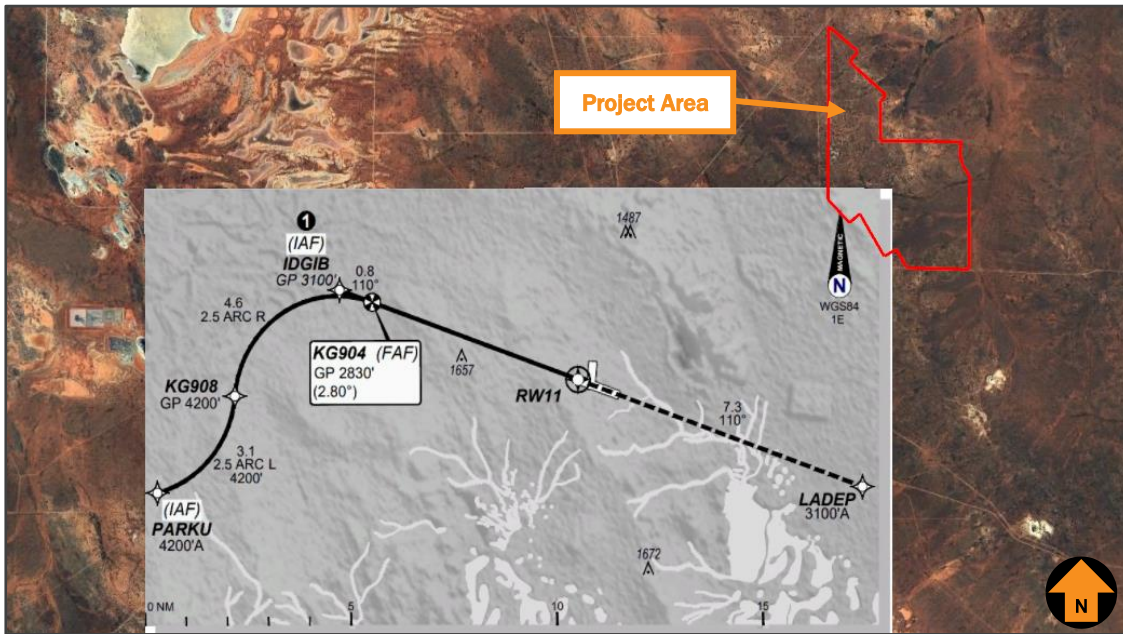 Project Area
1
(IAF)
IDGIB
GP 3100'
0.8
110°
1487
MAGNETIC
N
WGS84
1E
4.6
2.5 ARC R
KG904 (FAF)
GP 2830'
(2.80°)
1657
KG908
GP 4200'
RW11
7.3
110°
3.1
2.5 ARC L
4200'
(IAF)
PARKU
4200'A
LADEP
3100'A
1672
0 NM
5
10
15
N